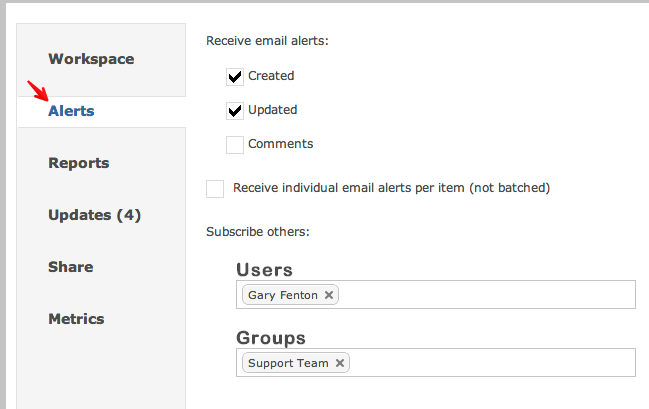 Workspace
Alerts
Reports
Updates (4)
Share
Metrics
Receive email alerts:
Created
Updated
Comments
Receive individual email alerts per item (not batched)
Subscribe others:
Users
Gary Fenton
Groups
Support Team